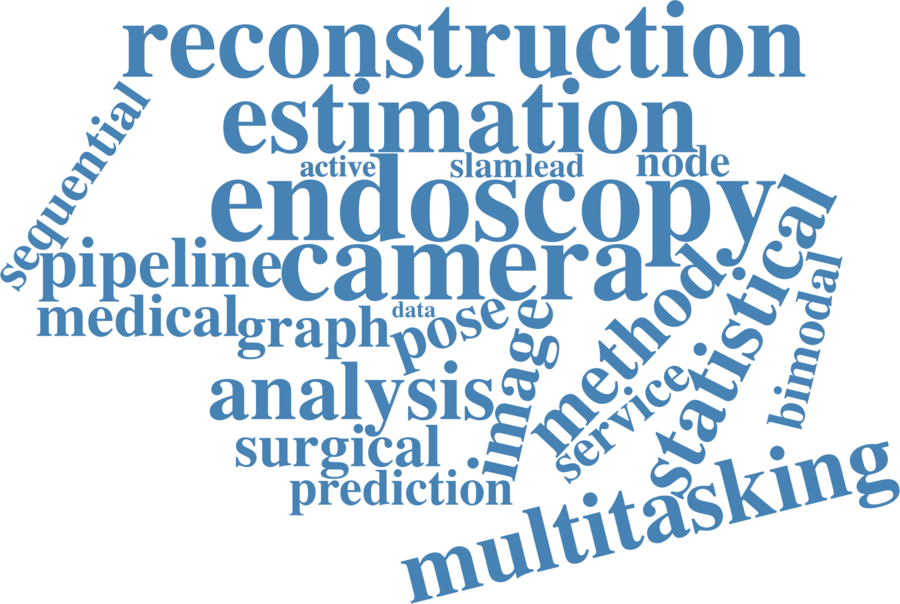 reconstruction
estimation
sequential
active
slamlead
node
endoscopy
pipeline
camera
medical
graph
data
pose
image
method
service
statistical
bimodal
analysis
surgical
prediction
multitasking